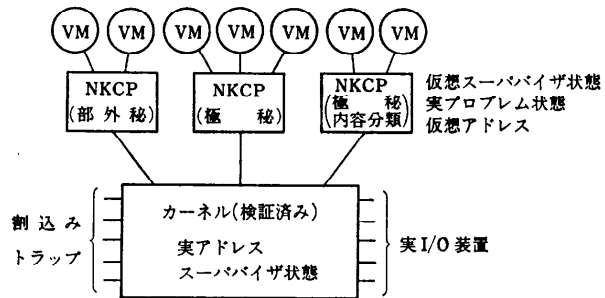 VM VM VM VM VM VM VM
NKCP
(部外秘)
NKCP
(極 秘)
NKCP
(極 秘
内容分類)
仮想スーパバイザ状態
実プロブレム状態
仮想アドレス
割込み
トラップ
カーネル(検証済み)
実アドレス
スーパバイザ状態
実I/O装置